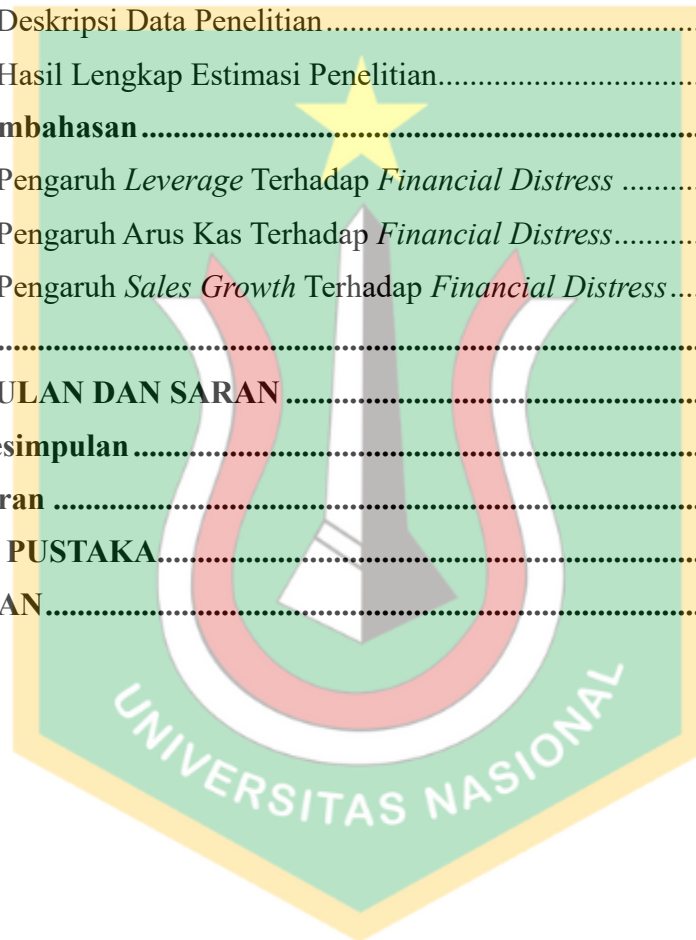 Deskripsi Data Penelitian........................................
Hasil Lengkap Estimasi Penelitian............................
mbahasan................................................................
Pengaruh Leverage Terhadap Financial Distress..........
Pengaruh Arus Kas Terhadap Financial Distress...........
Pengaruh Sales Growth Terhadap Financial Distress....
................................................................................
ULAN DAN SARAN................................................
esimpulan................................................................
ran..........................................................................
PUSTAKA..............................................................
AN..........................................................................
UNIVERSITAS NASIONAL